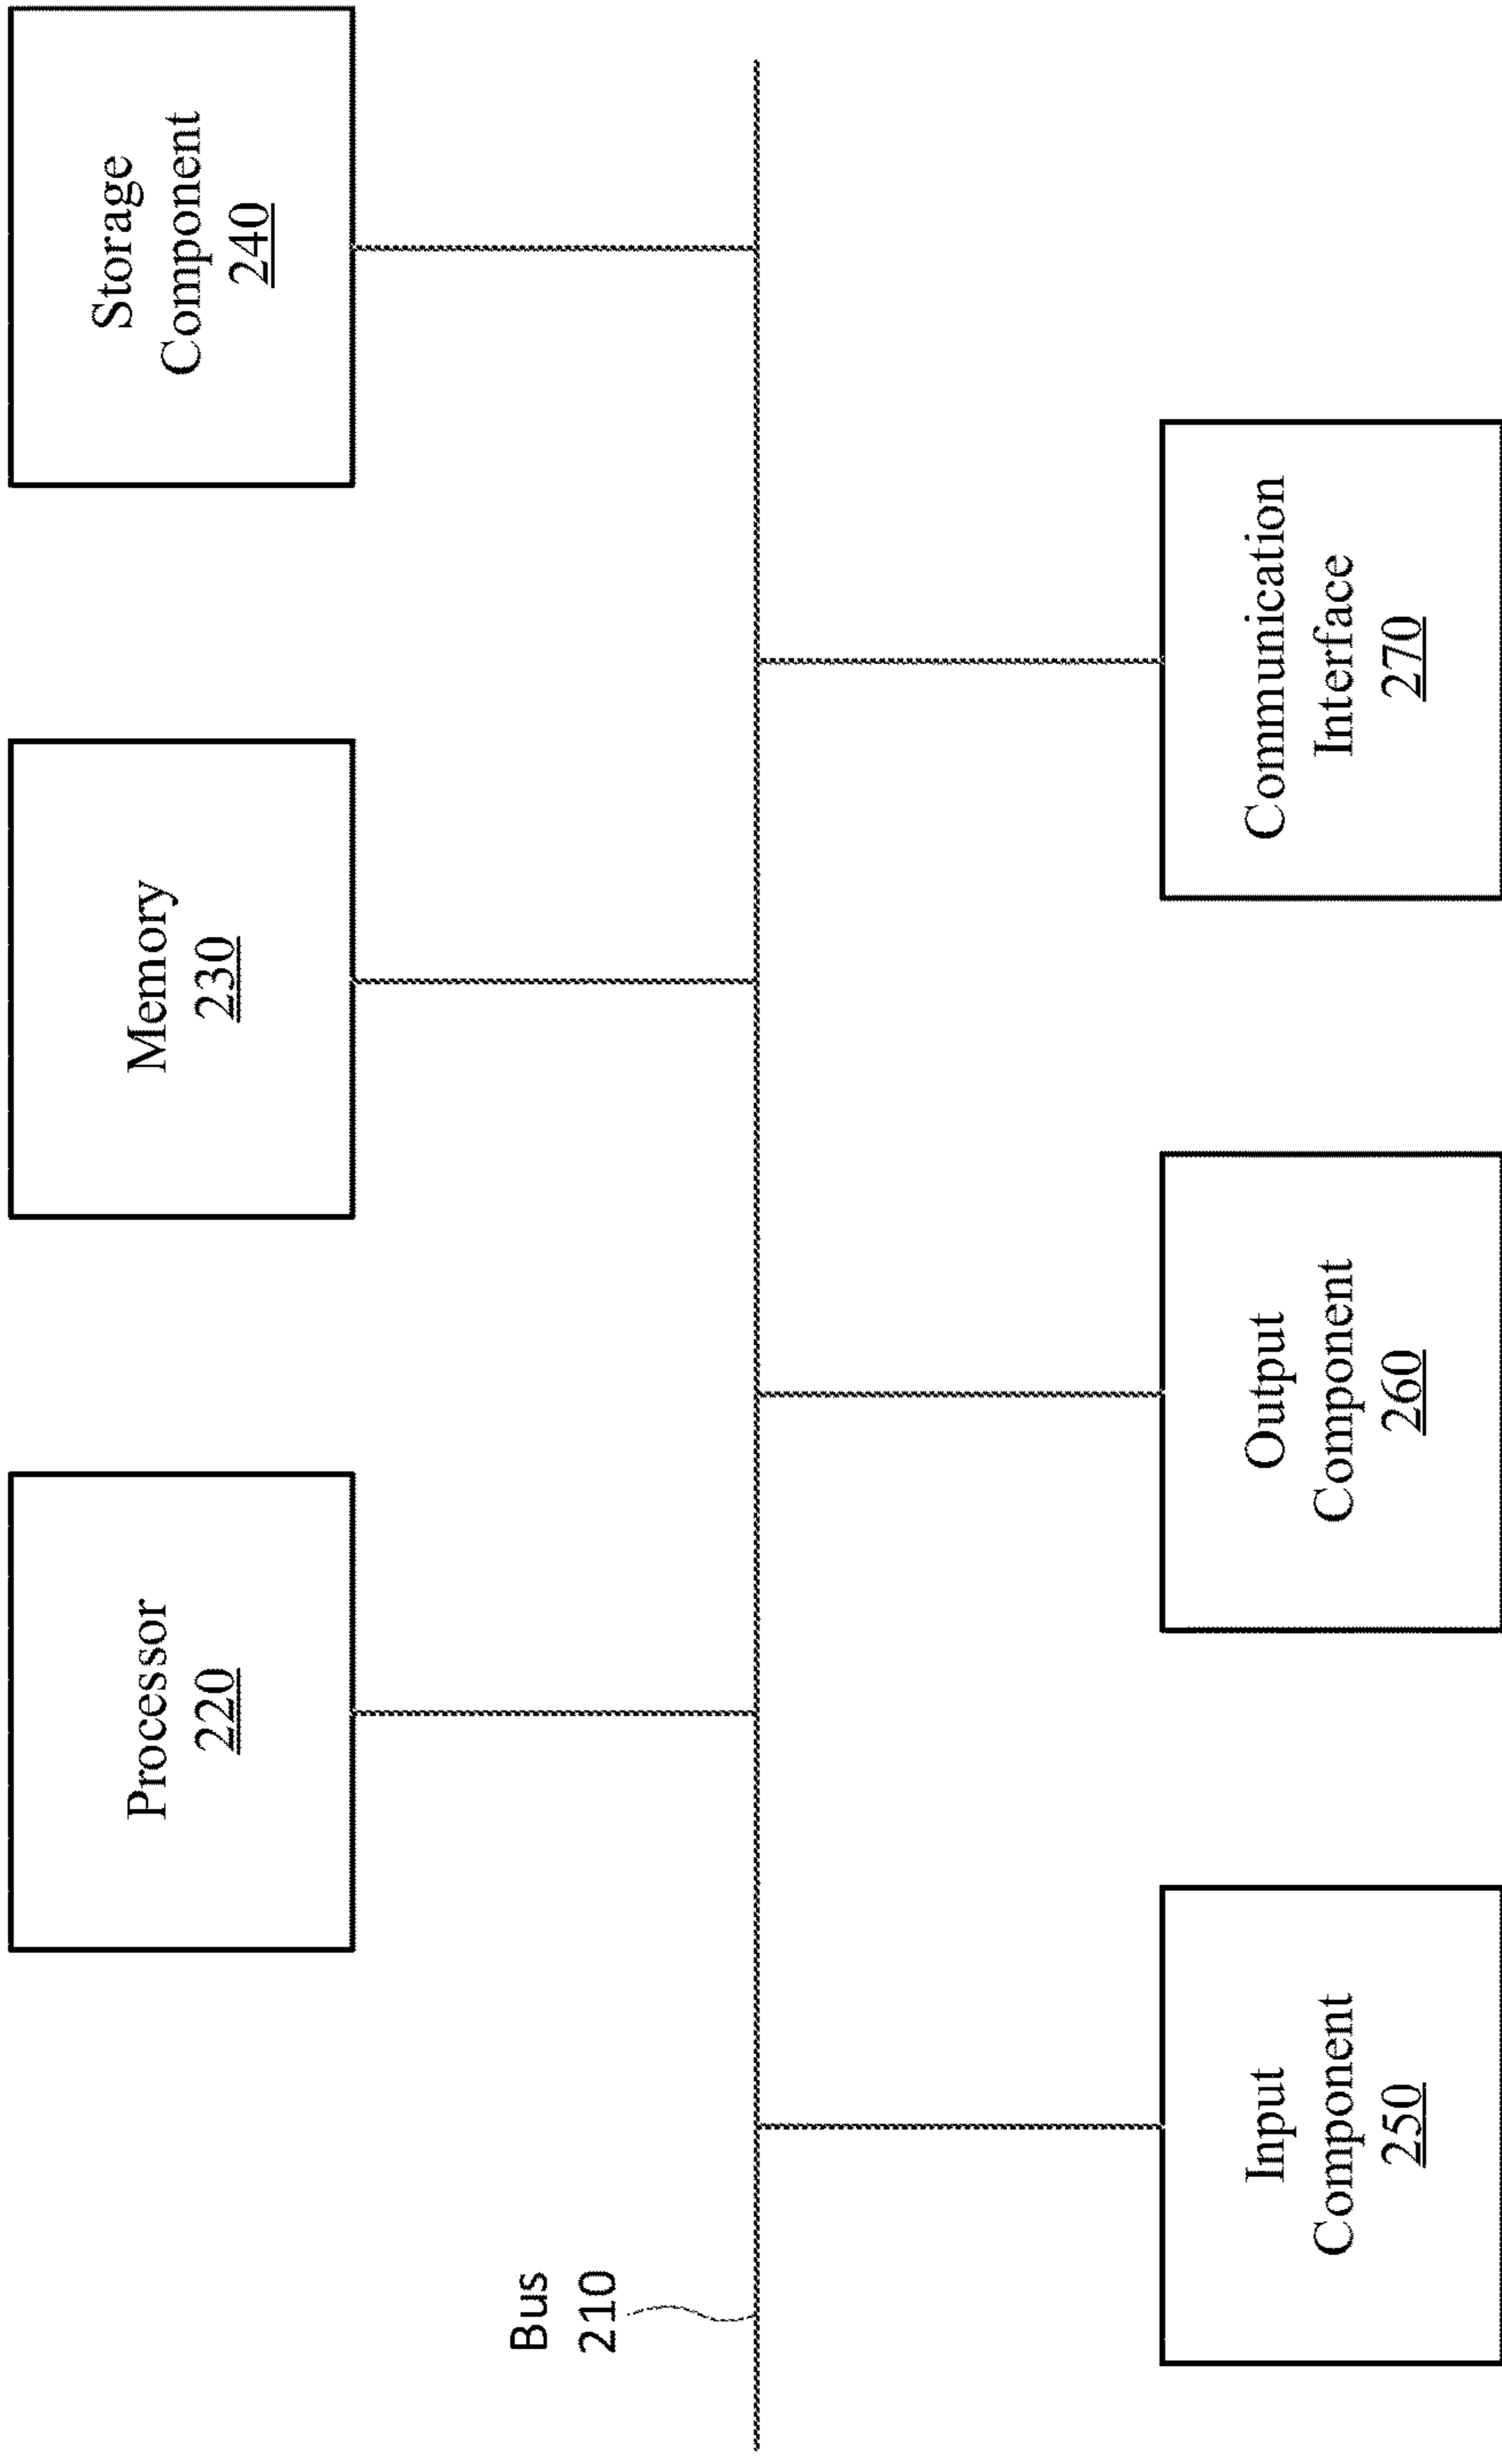 Processor
220
Memory
230
Storage
Component
240
Bus
210
Input
Component
250
Output
Component
260
Communication
Interface
270